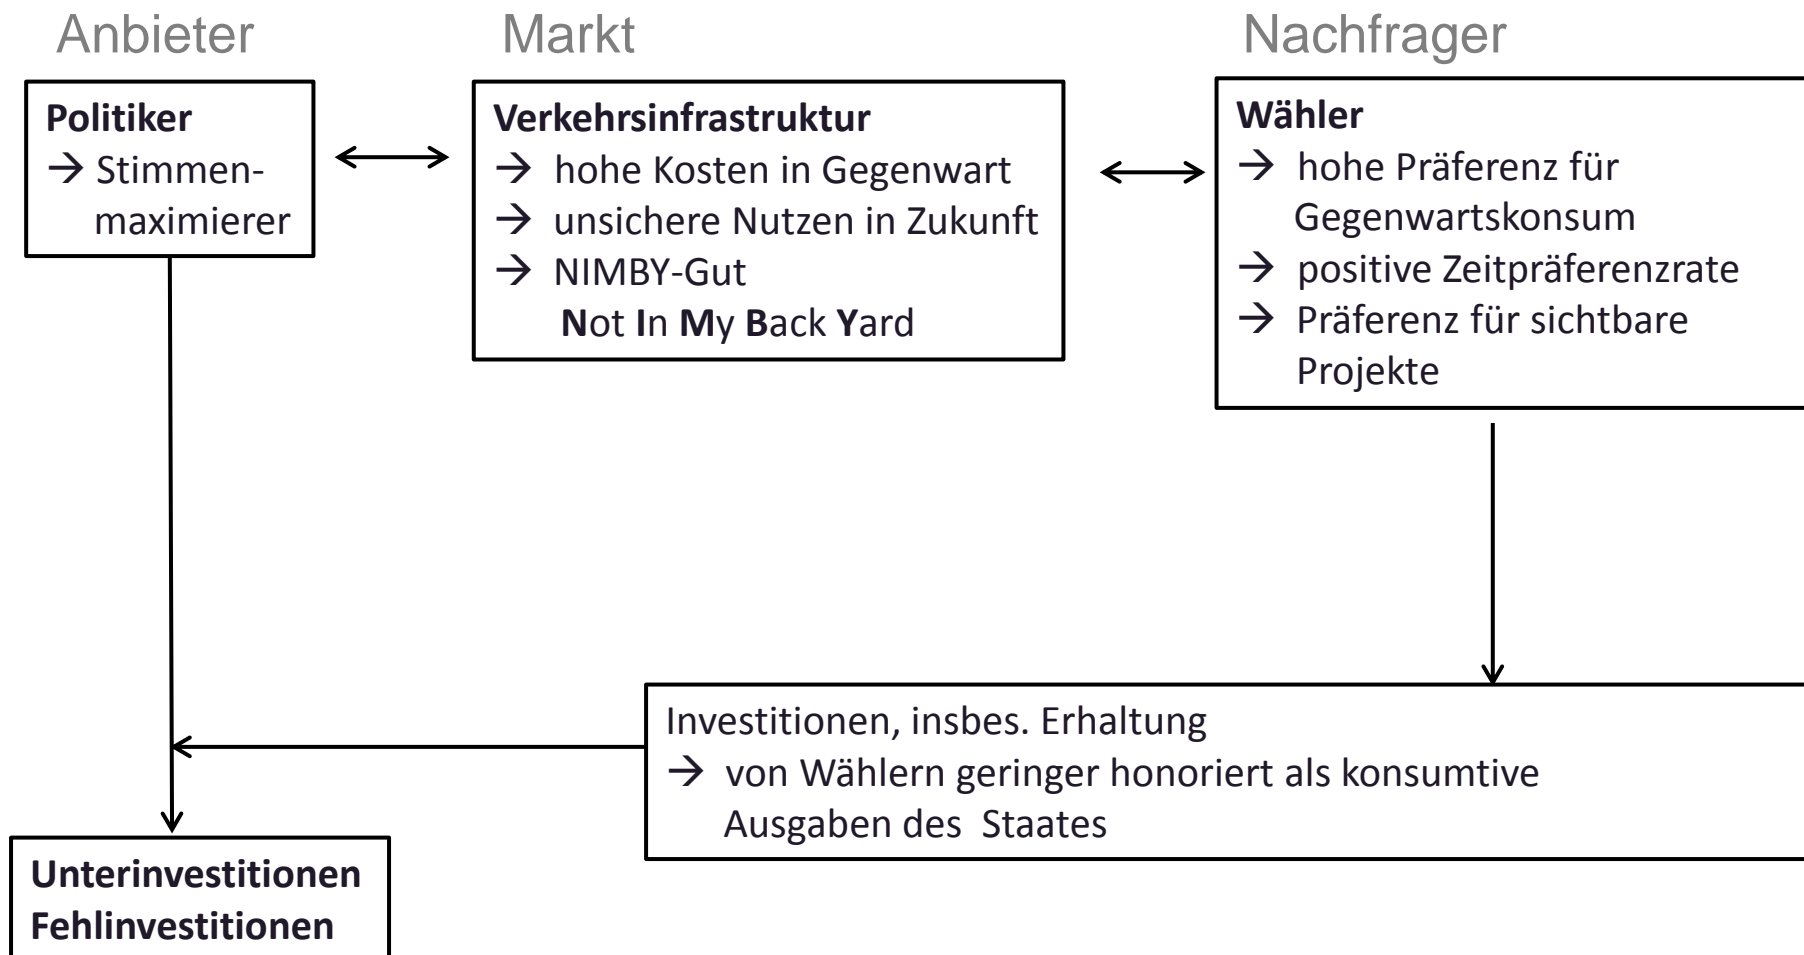 Anbieter
Markt
Nachfrager
Politiker
→ Stimmen-
maximierer
Verkehrsinfrastruktur
→ hohe Kosten in Gegenwart
→ unsichere Nutzen in Zukunft
→ NIMBY-Gut
Not In My Back Yard
Wähler
→ hohe Präferenz für
Gegenwartskonsum
→ positive Zeitpräferenzrate
→ Präferenz für sichtbare
Projekte
Investitionen, insbes. Erhaltung
→ von Wählern geringer honoriert als konsumtive
Ausgaben des Staates
Unterinvestitionen
Fehlinvestitionen